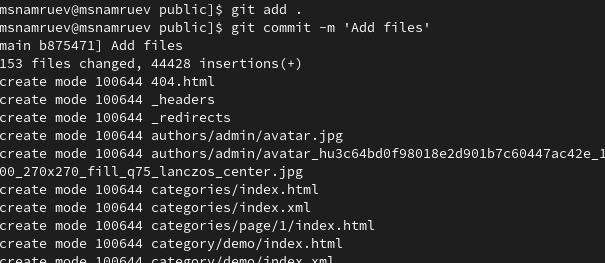 msnamruev@msnamruev public]$ git add .
msnamruev@msnamruev public]$ git commit -m 'Add files'
main b875471] Add files
153 files changed, 44428 insertions(+)
create mode 100644 404.html
create mode 100644 _headers
create mode 100644 _redirects
create mode 100644 authors/admin/avatar.jpg
create mode 100644 authors/admin/avatar_hu3c64bd0f98018e2d901b7c60447ac42e_1
00_270x270_fill_q75_lanczos_center.jpg
create mode 100644 categories/index.html
create mode 100644 categories/index.xml
create mode 100644 categories/page/1/index.html
create mode 100644 category/demo/index.html
create mode 100644 category/demo/index.xml